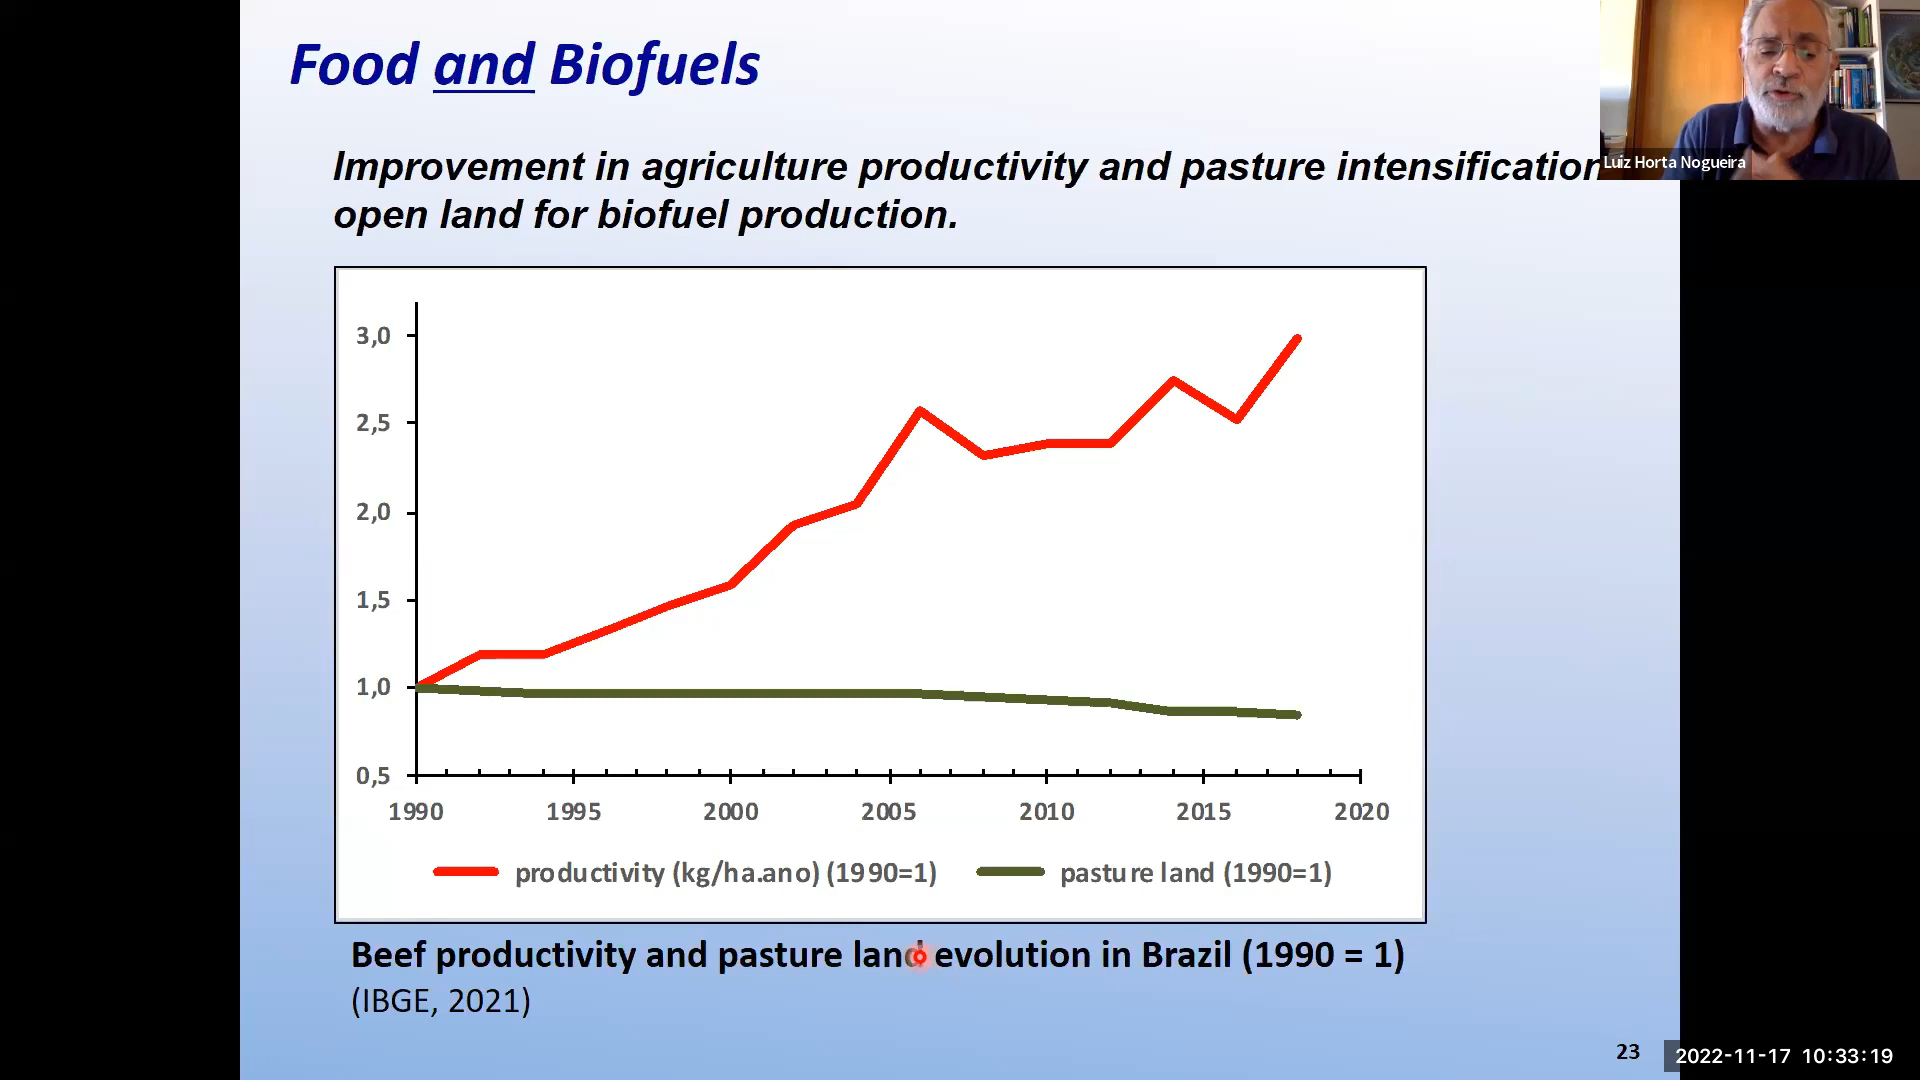 Food and Biofuels
Improvement in agriculture productivity and pasture intensification
open land for biofuel production.
Luiz Horta Nogueira
3,0
2,5
2,0
1,5
1,0
0,5
1990 1995 2000 2005 2010 2015 2020
productivity (kg/ha.ano) (1990=1) pasture land (1990=1)
Beef productivity and pasture land evolution in Brazil (1990 = 1)
(IBGE, 2021)
23
2022-11-17 10:33:19